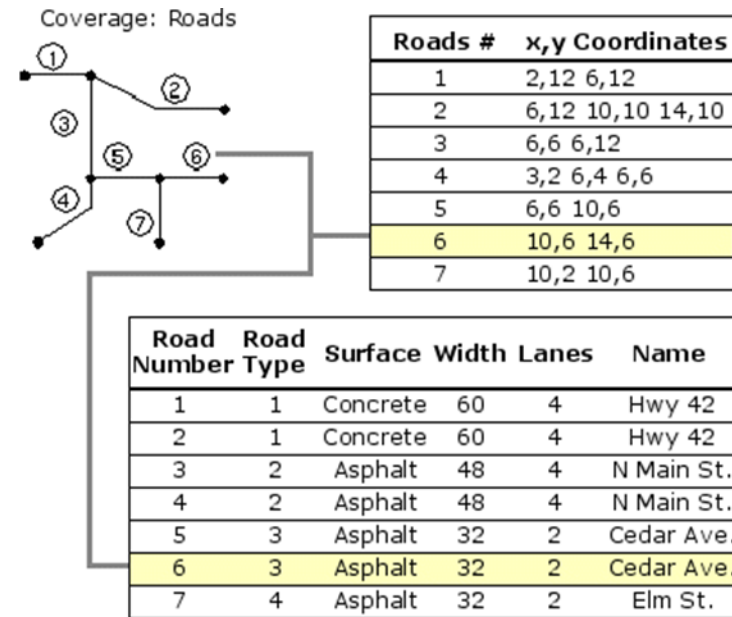 Coverage: Roads
1
2
3
5
6
4
7
Roads # x,y Coordinates
1 2,12 6,12
2 6,12 10,10 14,10
3 6,6 6,12
4 3,2 6,4 6,6
5 6,6 10,6
6 10,6 14,6
7 10,2 10,6
Road Road
Number Type Surface Width Lanes Name
1 1 Concrete 60 4 Hwy 42
2 1 Concrete 60 4 Hwy 42
3 2 Asphalt 48 4 N Main St.
4 2 Asphalt 48 4 N Main St.
5 3 Asphalt 32 2 Cedar Ave.
6 3 Asphalt 32 2 Cedar Ave.
7 4 Asphalt 32 2 Elm St.